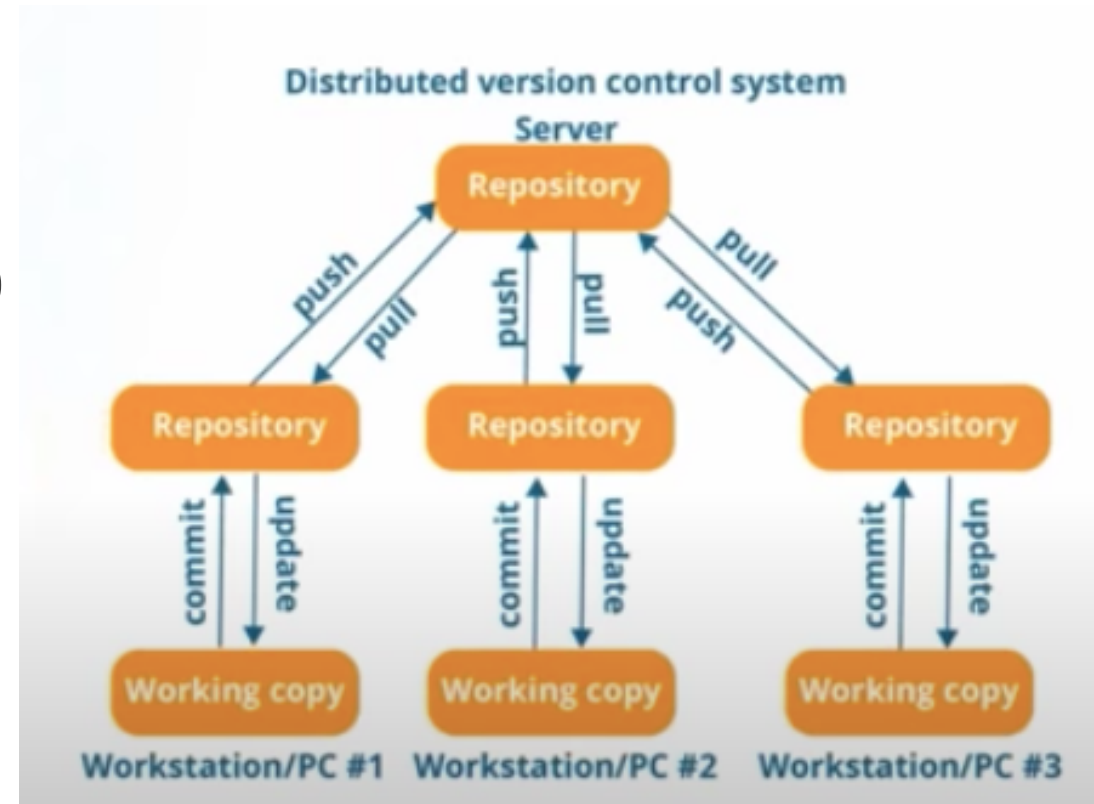 Distributed version control system
Server
Repository
push
pull
push
pull
push
pull
Repository
Repository
Repository
commit
update
commit
update
commit
update
Working copy
Working copy
Working copy
Workstation/PC #1
Workstation/PC #2
Workstation/PC #3